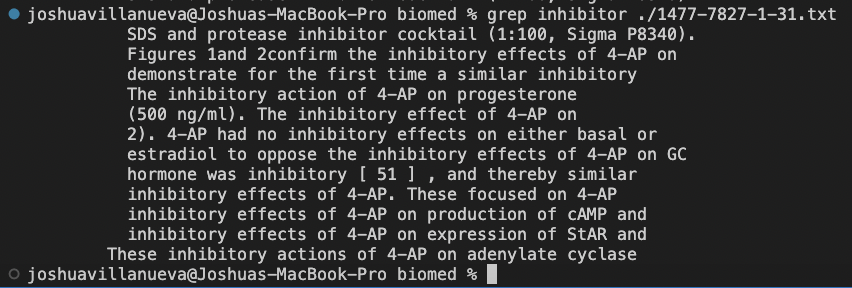 joshuavillanueva@Joshuas-MacBook-Pro biomed % grep inhibitor ./1477-7827-1-31.txt
SDS and protease inhibitor cocktail (1:100, Sigma P8340).
Figures 1and 2confirm the inhibitory effects of 4-AP on
demonstrate for the first time a similar inhibitory
The inhibitory action of 4-AP on progesterone
(500 ng/ml). The inhibitory effect of 4-AP on
2). 4-AP had no inhibitory effects on either basal or
estradiol to oppose the inhibitory effects of 4-AP on GC
hormone was inhibitory [ 51 ] , and thereby similar
inhibitory effects of 4-AP. These focused on 4-AP
inhibitory effects of 4-AP on production of cAMP and
inhibitory effects of 4-AP on expression of StAR and
These inhibitory actions of 4-AP on adenylate cyclase
joshuavillanueva@Joshuas-MacBook-Pro biomed %